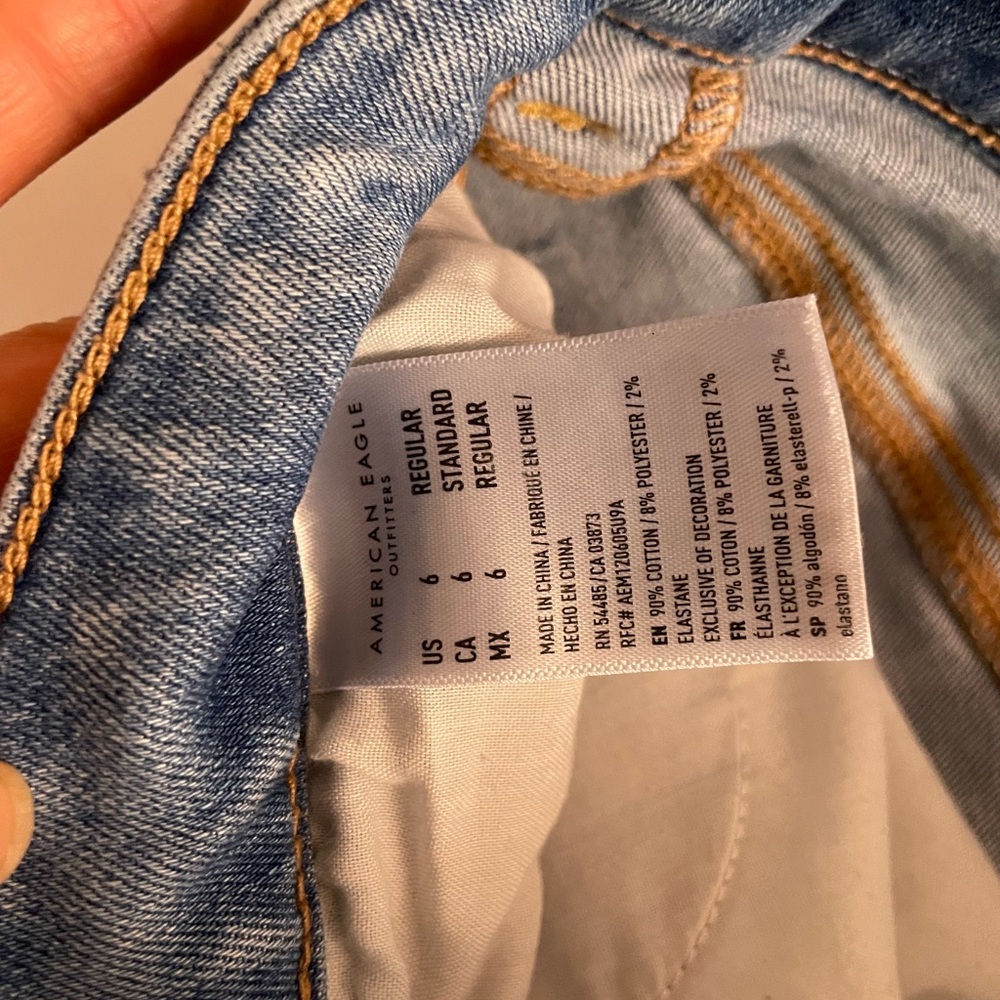 AMERICAN EAGLE
OUTFITTERS
US 6 REGULAR
CA 6 STANDARD
MX 6 REGULAR
MADE IN CHINA / FABRIQUÉ EN CHINE /
HECHO EN CHINA
RN 54485 / CA 03873
RFC# AEM120605U9A
EN 90% COTTON / 8% POLYESTER / 2%
ELASTANE
EXCLUSIVE OF DECORATION
FR 90% COTON / 8% POLYESTER / 2%
ÉLASTHANNE
À L'EXCEPTION DE LA GARNITURE
SP 90% algodón / 8% elasterell-p / 2%
elastano